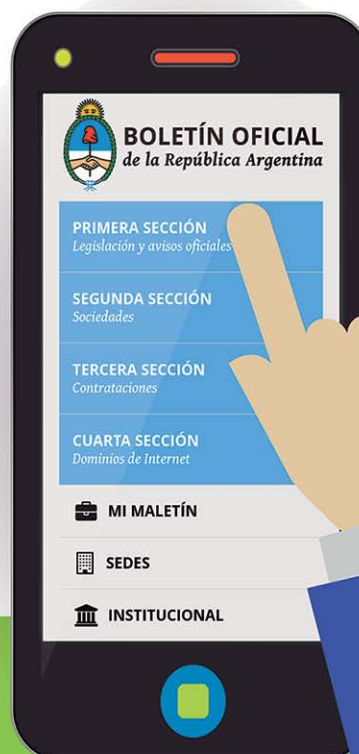 BOLETÍN OFICIAL
de la República Argentina
PRIMERA SECCIÓN
Legislación y avisos oficiales
SEGUNDA SECCIÓN
Sociedades
TERCERA SECCIÓN
Contrataciones
CUARTA SECCIÓN
Dominios de Internet
MI MALETÍN
SEDES
INSTITUCIONAL